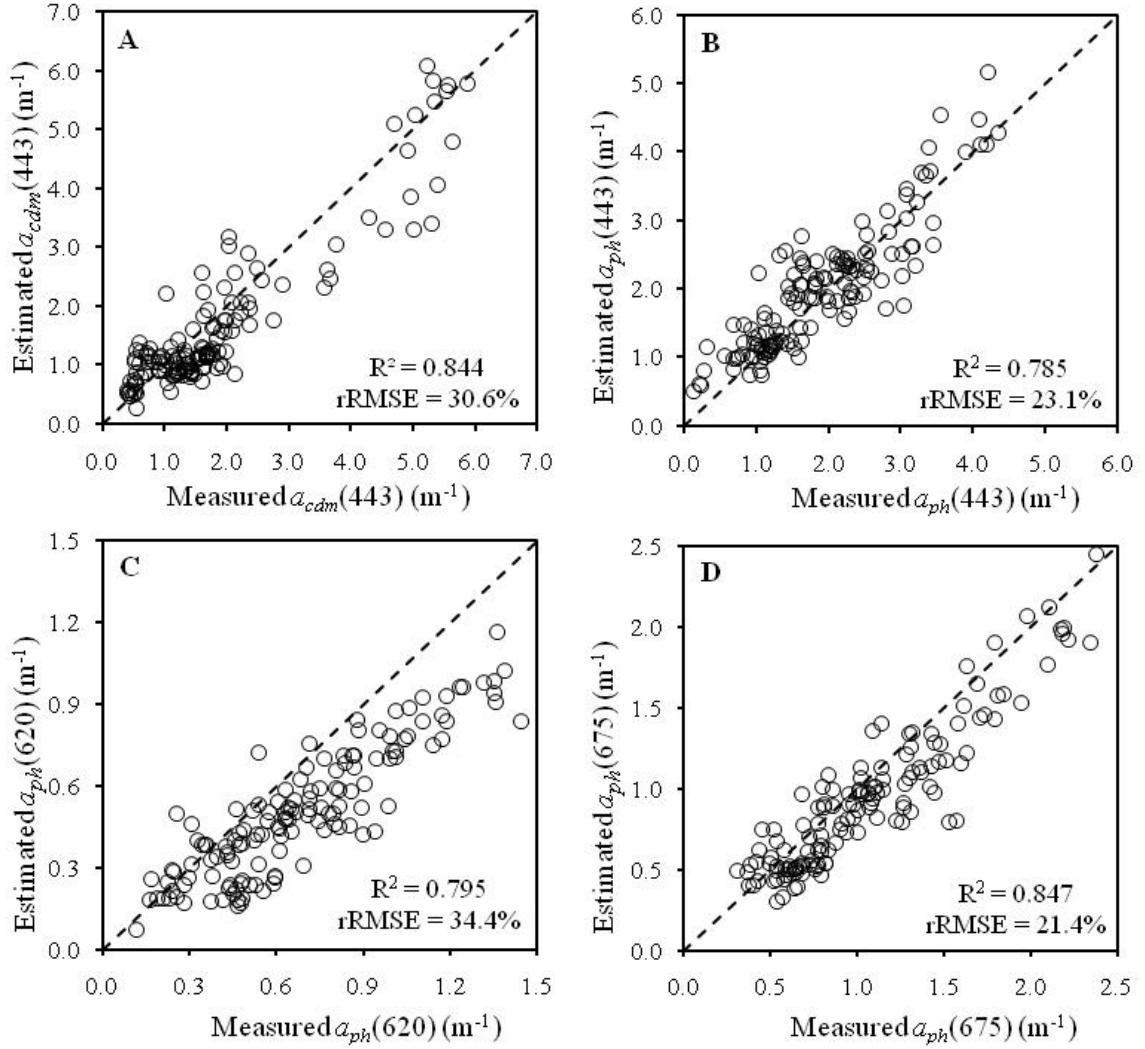 A
Estimated a_cdm(443) (m⁻¹)
7.0
6.0
5.0
4.0
3.0
2.0
1.0
0.0
R² = 0.844
rRMSE = 30.6%
0.0 1.0 2.0 3.0 4.0 5.0 6.0 7.0
Measured a_cdm(443) (m⁻¹)
B
Estimated a_ph(443) (m⁻¹)
6.0
5.0
4.0
3.0
2.0
1.0
0.0
R² = 0.785
rRMSE = 23.1%
0.0 1.0 2.0 3.0 4.0 5.0 6.0
Measured a_ph(443) (m⁻¹)
C
Estimated a_ph(620) (m⁻¹)
1.5
1.2
0.9
0.6
0.3
0.0
R² = 0.795
rRMSE = 34.4%
0.0 0.3 0.6 0.9 1.2 1.5
Measured a_ph(620) (m⁻¹)
D
Estimated a_ph(675) (m⁻¹)
2.5
2.0
1.5
1.0
0.5
0.0
R² = 0.847
rRMSE = 21.4%
0.0 0.5 1.0 1.5 2.0 2.5
Measured a_ph(675) (m⁻¹)